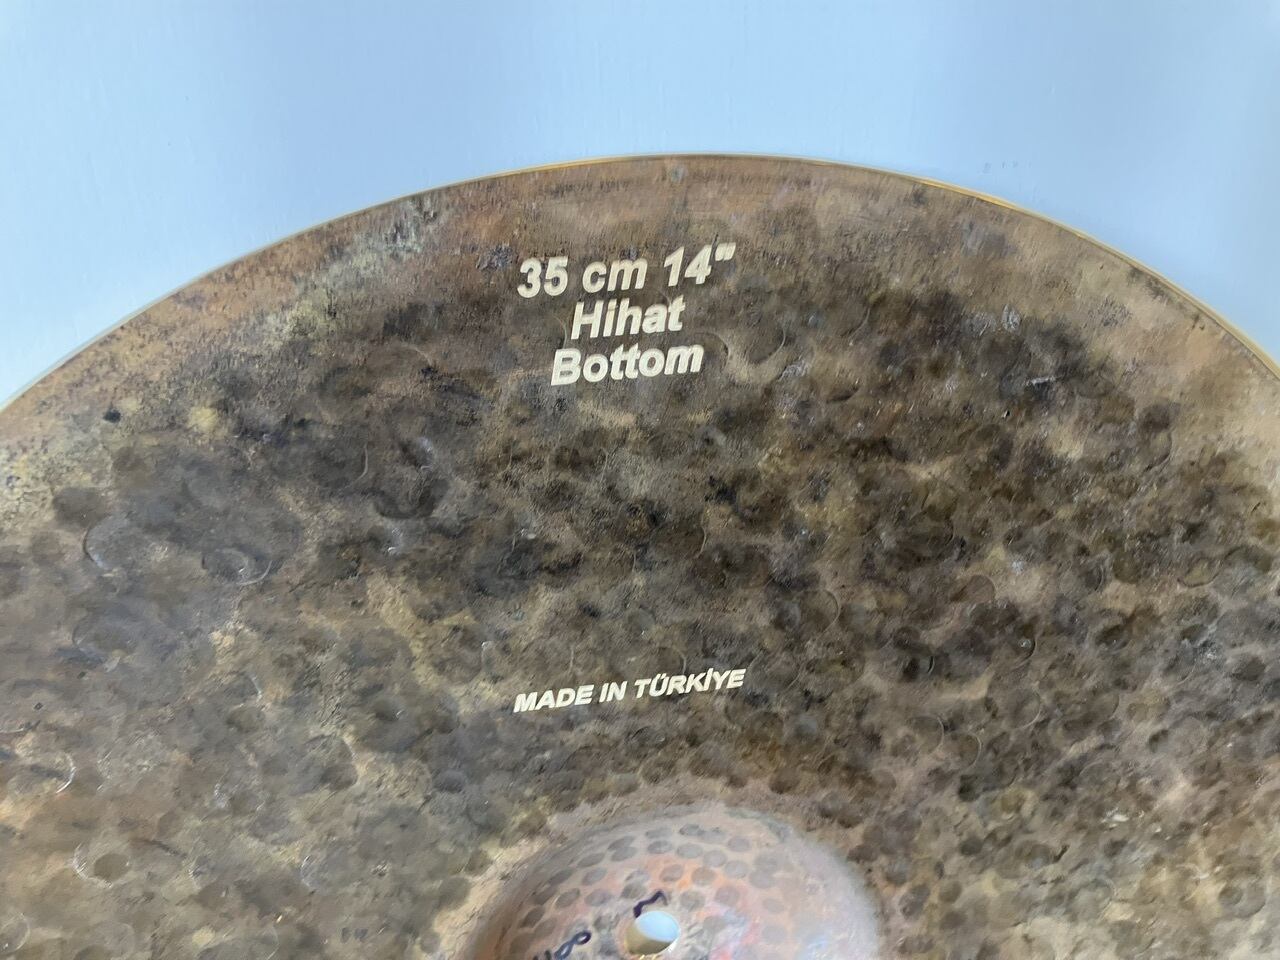 35 cm 14"
Hihat
Bottom
MADE IN TÜRKİYE